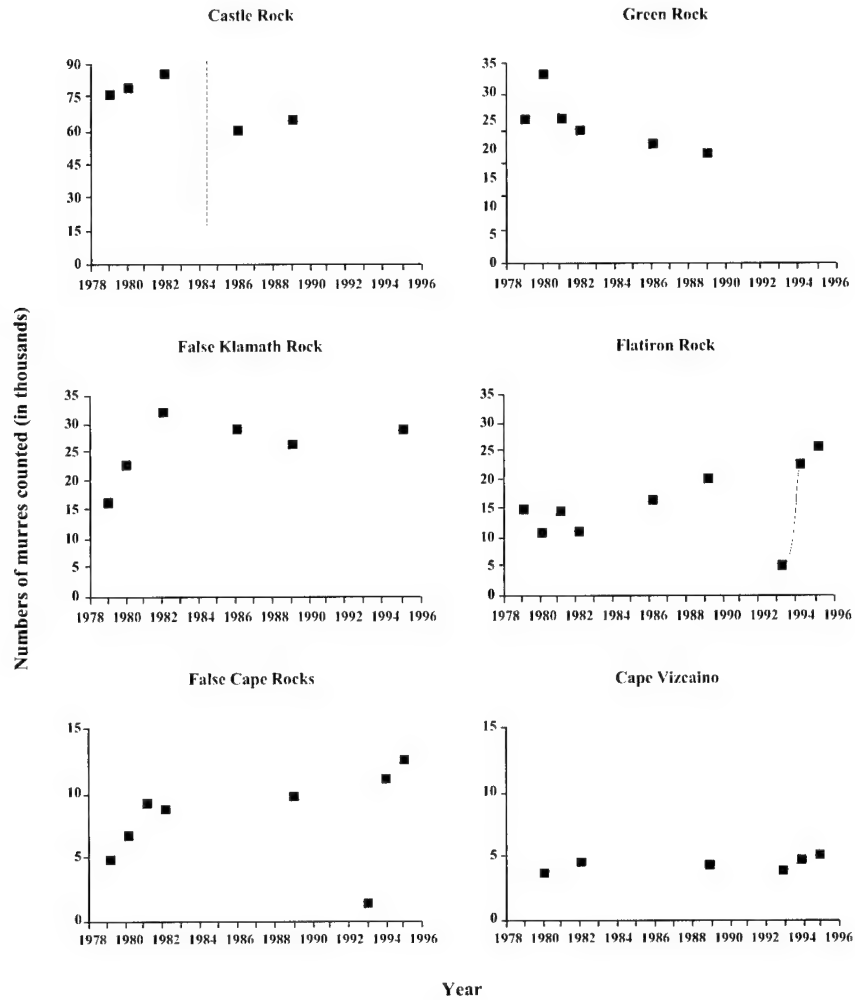 Castle Rock
90
75
60
45
30
15
0
1978 1980 1982 1984 1986 1988 1990 1992 1994 1996
Green Rock
35
30
25
20
15
10
5
0
1978 1980 1982 1984 1986 1988 1990 1992 1994 1996
Numbers of murres counted (in thousands)
False Klamath Rock
35
30
25
20
15
10
5
0
1978 1980 1982 1984 1986 1988 1990 1992 1994 1996
Flatiron Rock
35
30
25
20
15
10
5
0
1978 1980 1982 1984 1986 1988 1990 1992 1994 1996
False Cape Rocks
15
10
5
0
1978 1980 1982 1984 1986 1988 1990 1992 1994 1996
Cape Vizcaino
15
10
5
0
1978 1980 1982 1984 1986 1988 1990 1992 1994 1996
Year